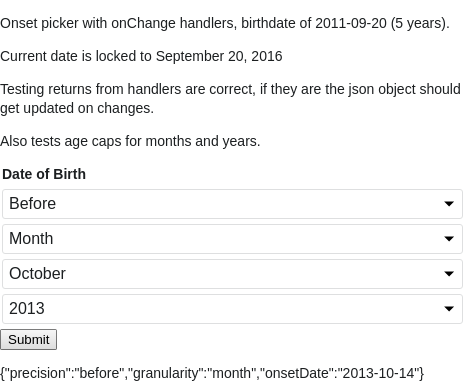 Onset picker with onChange handlers, birthdate of 2011-09-20 (5 years).
Current date is locked to September 20, 2016
Testing returns from handlers are correct, if they are the json object should
get updated on changes.
Also tests age caps for months and years.
Date of Birth
Before
Month
October
2013
Submit
{"precision":"before","granularity":"month","onsetDate":"2013-10-14"}